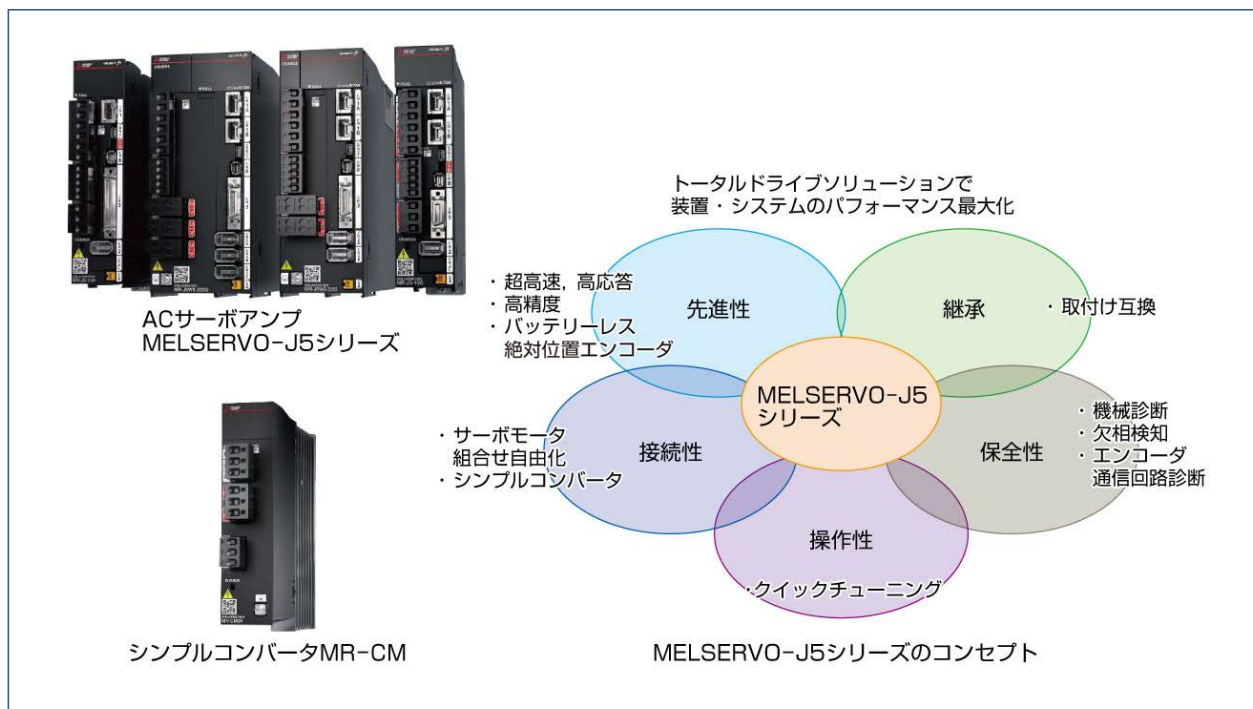 ACサーボアンプ
MELSERVO-J5シリーズ
シンプルコンバータMR-CM
トータルドライブソリューションで
装置・システムのパフォーマンス最大化
・超高速，高応答
・高精度
・バッテリーレス
絶対位置エンコーダ
先進性
継承
・取付け互換
MELSERVO-J5
シリーズ
・サーボモータ
組合せ自由化
・シンプルコンバータ
接続性
保全性
・機械診断
・欠相検知
・エンコーダ
通信回路診断
操作性
・クイックチューニング
MELSERVO-J5シリーズのコンセプト